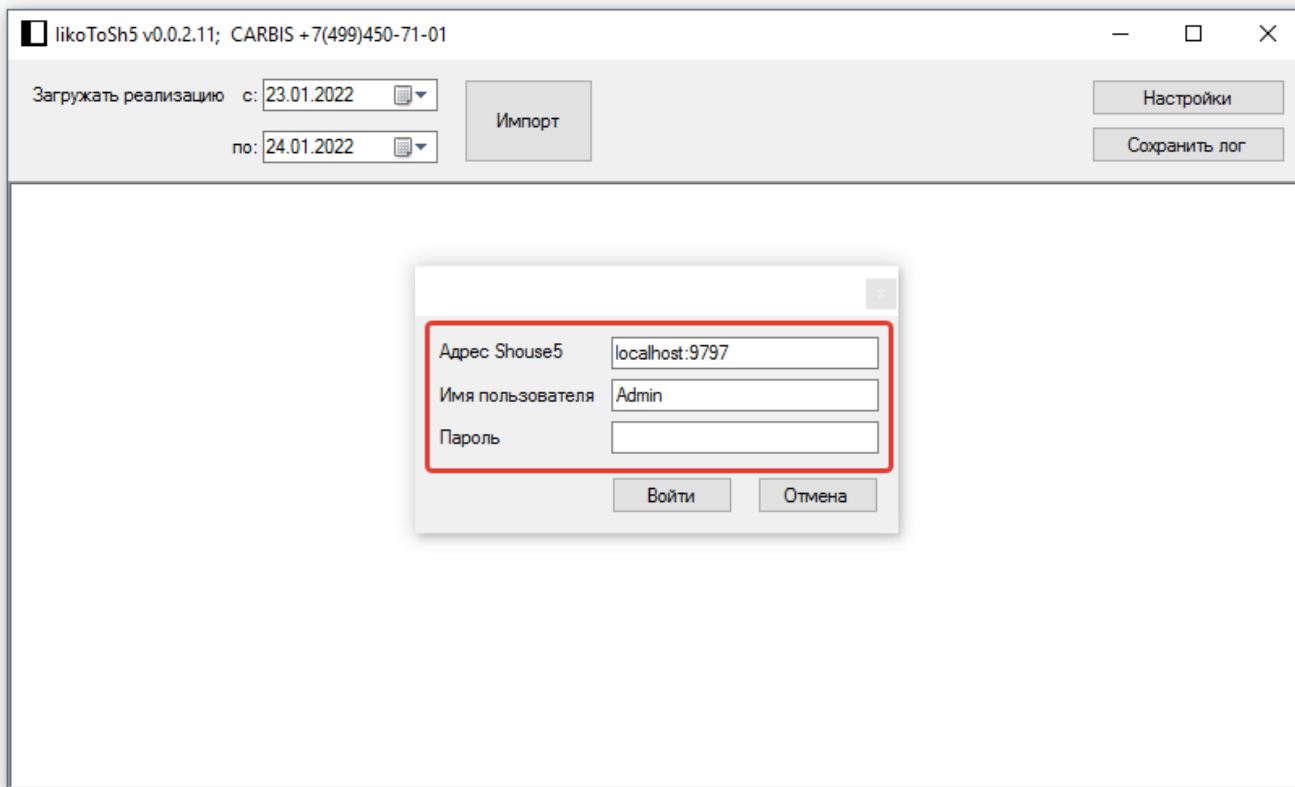 IikoToSh5 v0.0.2.11; CARBIS +7(499)450-71-01
Загружать реализацию с: 23.01.2022
по: 24.01.2022
Импорт
Настройки
Сохранить лог
x
Адрес Shouse5 localhost:9797
Имя пользователя Admin
Пароль
Войти Отмена